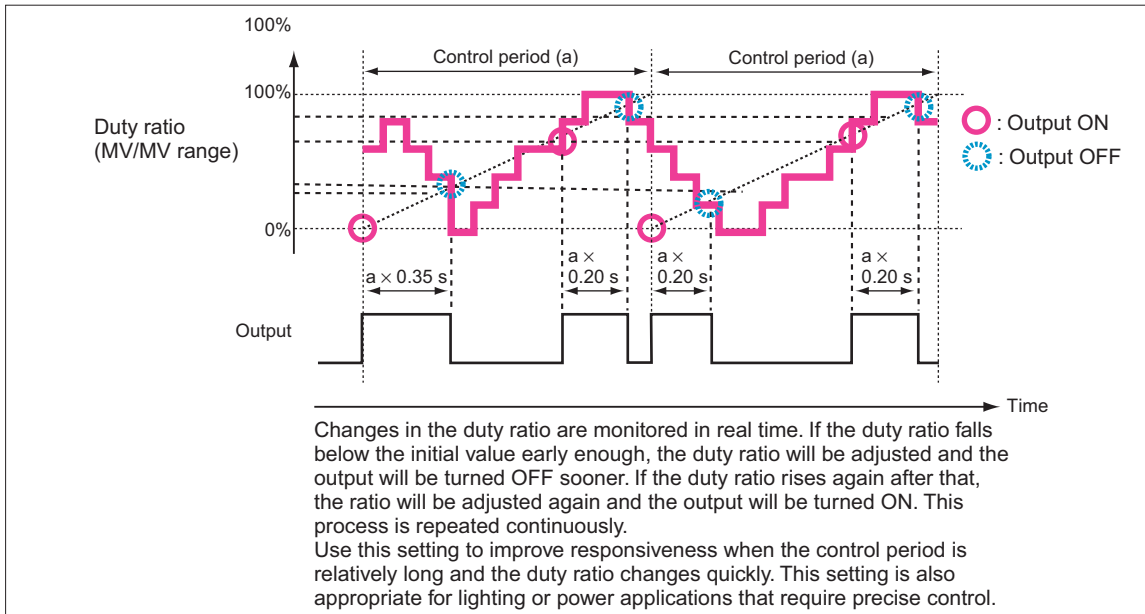 100%
Control period (a)
Control period (a)
100%
Duty ratio
(MV/MV range)
: Output ON
: Output OFF
0%
a × 0.35 s
a ×
0.20 s
a ×
0.20 s
a ×
0.20 s
Output
Time
Changes in the duty ratio are monitored in real time. If the duty ratio falls
below the initial value early enough, the duty ratio will be adjusted and the
output will be turned OFF sooner. If the duty ratio rises again after that,
the ratio will be adjusted again and the output will be turned ON. This
process is repeated continuously.
Use this setting to improve responsiveness when the control period is
relatively long and the duty ratio changes quickly. This setting is also
appropriate for lighting or power applications that require precise control.